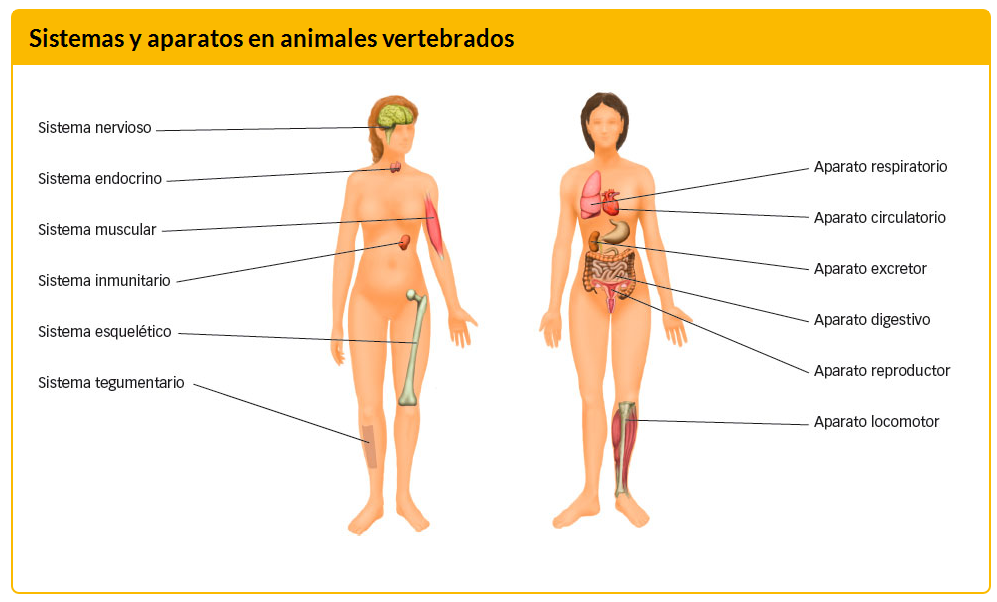 Sistemas y aparatos en animales vertebrados
Sistema nervioso
Sistema endocrino
Sistema muscular
Sistema inmunitario
Sistema esquelético
Sistema tegumentario
Aparato respiratorio
Aparato circulatorio
Aparato excretor
Aparato digestivo
Aparato reproductor
Aparato locomotor